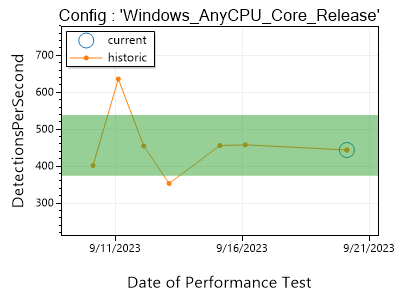 Config : 'Windows_AnyCPU_Core_Release'
current
historic
DetectionsPerSecond
700
600
500
400
300
9/11/2023
9/16/2023
9/21/2023
Date of Performance Test